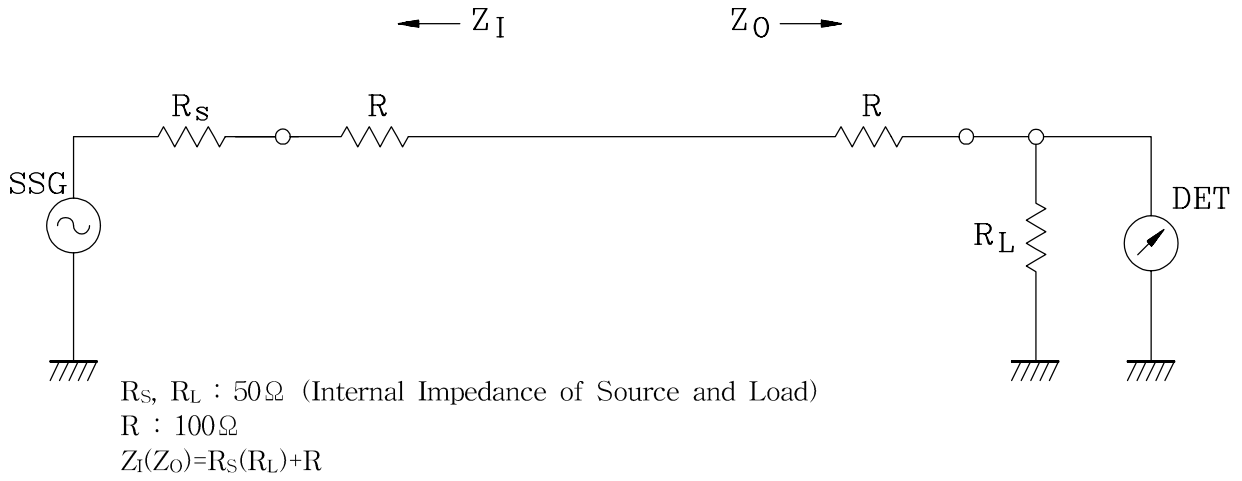 Z_I
Z_O
R_S
R
R
SSG
R_L
DET
R_S, R_L : 50Ω (Internal Impedance of Source and Load)
R : 100Ω
Z_I(Z_O)=R_S(R_L)+R